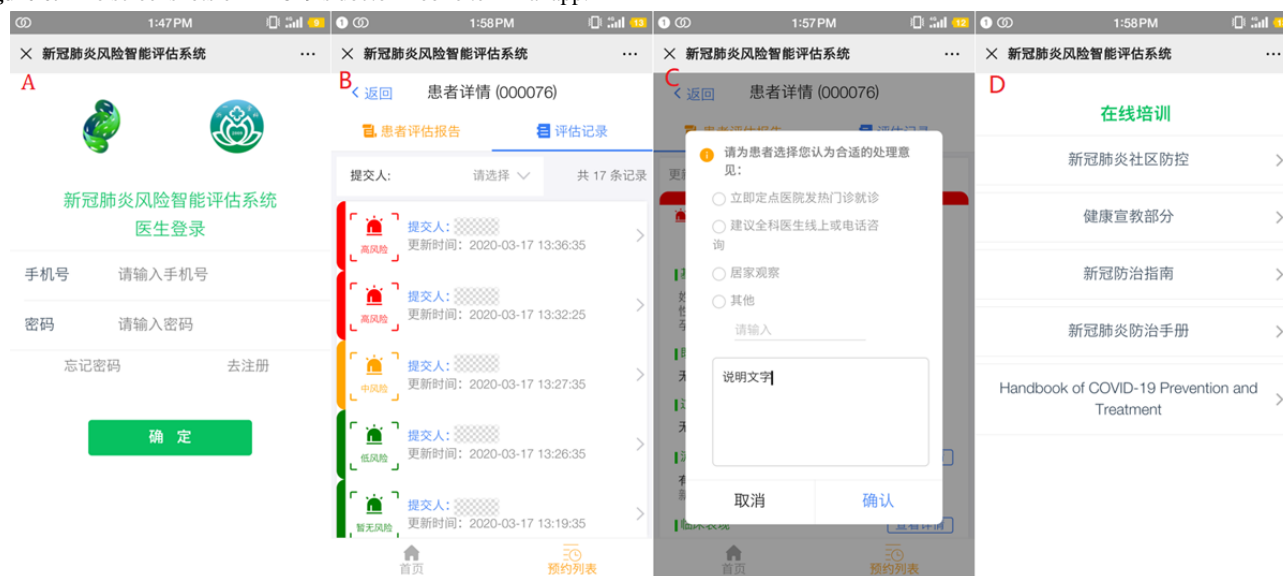 1:47PM
9
新冠肺炎风险智能评估系统
A
新冠肺炎风险智能评估系统
医生登录
手机号 请输入手机号
密码 请输入密码
忘记密码 去注册
确 定
1:58PM
13
新冠肺炎风险智能评估系统
B
返回 患者详情 (000076)
患者评估报告 评估记录
提交人: 请选择 共 17 条记录
高风险
提交人:
更新时间: 2020-03-17 13:36:35
高风险
提交人:
更新时间: 2020-03-17 13:32:25
中风险
提交人:
更新时间: 2020-03-17 13:27:35
低风险
提交人:
更新时间: 2020-03-17 13:26:35
暂无风险
提交人:
更新时间: 2020-03-17 13:19:35
首页 预约列表
1:57PM
12
新冠肺炎风险智能评估系统
C
返回 患者详情 (000076)
请为患者选择您认为合适的处理意
见:
立即定点医院发热门诊就诊
建议全科医生线上或电话咨
询
居家观察
其他
请输入
说明文字
取消 确认
临床表现 查看详情
首页 预约列表
1:58PM
新冠肺炎风险智能评估系统
D
在线培训
新冠肺炎社区防控
健康宣教部分
新冠防治指南
新冠肺炎防治手册
Handbook of COVID-19 Prevention and
Treatment